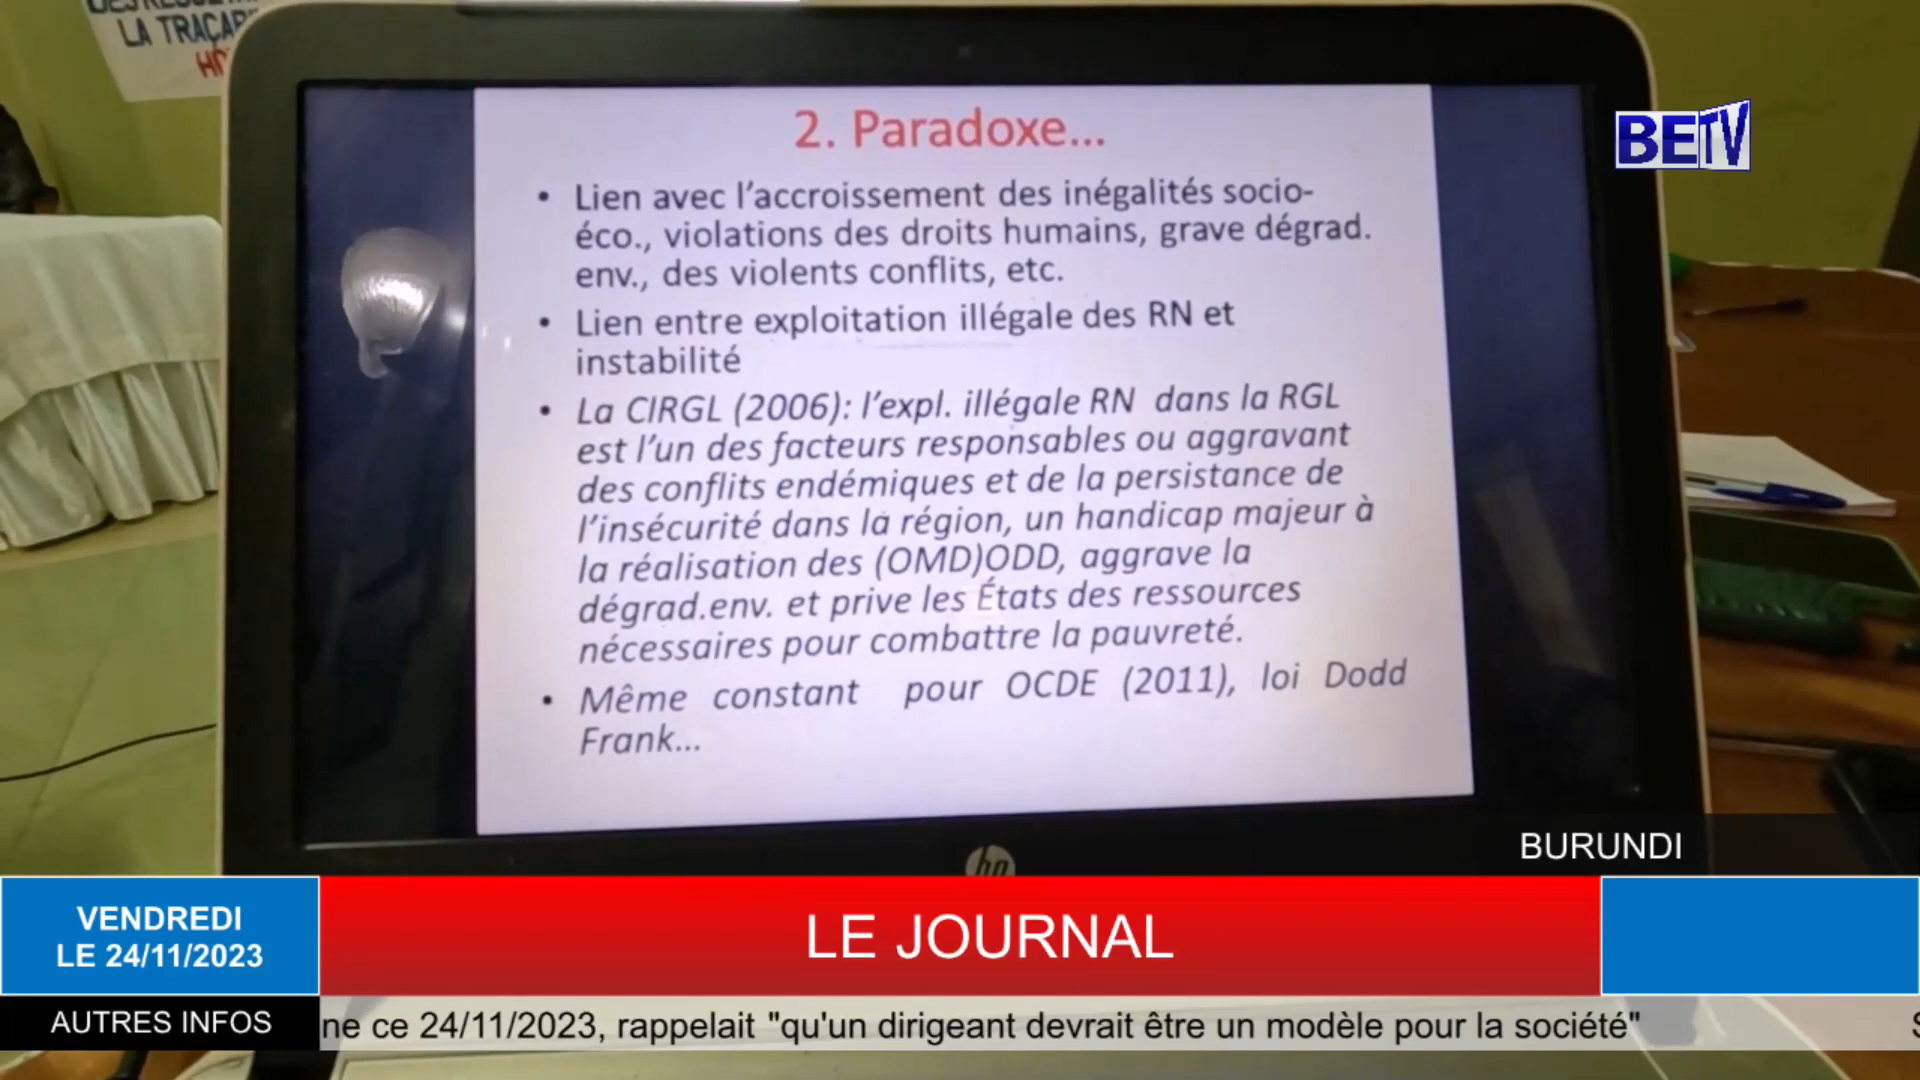 LA TRAÇAB
2. Paradoxe...
• Lien avec l'accroissement des inégalités socio-
éco., violations des droits humains, grave dégrad.
env., des violents conflits, etc.
• Lien entre exploitation illégale des RN et
instabilité
• La CIRGL (2006): l'expl. illégale RN dans la RGL
est l'un des facteurs responsables ou aggravant
des conflits endémiques et de la persistance de
l'insécurité dans la région, un handicap majeur à
la réalisation des (OMD)ODD, aggrave la
dégrad.env. et prive les États des ressources
nécessaires pour combattre la pauvreté.
• Même constant pour OCDE (2011), loi Dodd
Frank...
BETV
hp
BURUNDI
VENDREDI
LE 24/11/2023
LE JOURNAL
AUTRES INFOS
ne ce 24/11/2023, rappelait "qu'un dirigeant devrait être un modèle pour la société"